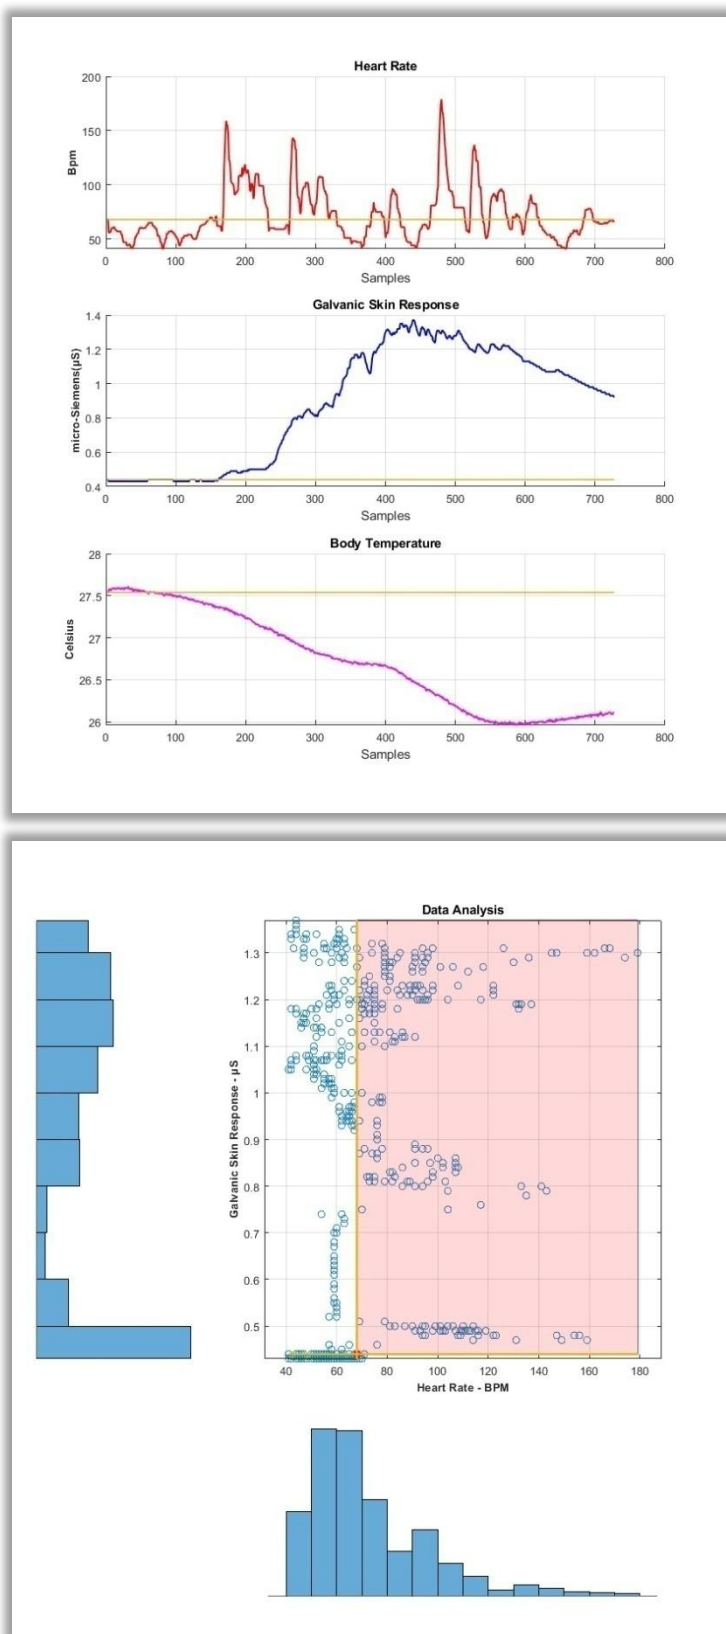 Heart Rate
200
150
100
50
Bpm
0 100 200 300 400 500 600 700 800
Samples
Galvanic Skin Response
1.4
1.2
1
0.8
0.6
0.4
micro-Siemens(µS)
0 100 200 300 400 500 600 700 800
Samples
Body Temperature
28
27.5
27
26.5
26
Celsius
0 100 200 300 400 500 600 700 800
Samples
Data Analysis
1.3
1.2
1.1
1
0.9
0.8
0.7
0.6
0.5
Galvanic Skin Response - µS
40 60 80 100 120 140 160 180
Heart Rate - BPM